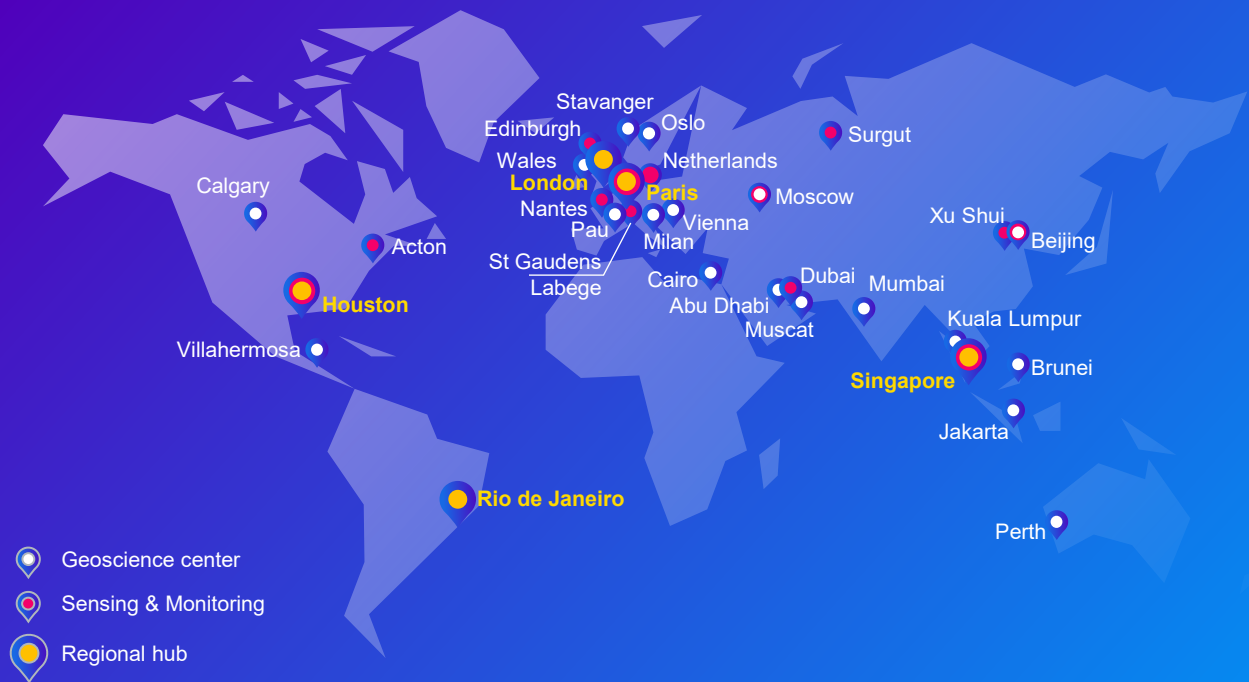 Stavanger
Edinburgh
Oslo
Surgut
Wales
Netherlands
London
Paris
Calgary
Moscow
Nantes
Xu Shui
Pau
Vienna
Milan
Beijing
Acton
St Gaudens
Labege
Cairo
Dubai
Mumbai
Abu Dhabi
Houston
Muscat
Kuala Lumpur
Villahermosa
Brunei
Singapore
Jakarta
Rio de Janeiro
Perth
Geoscience center
Sensing & Monitoring
Regional hub